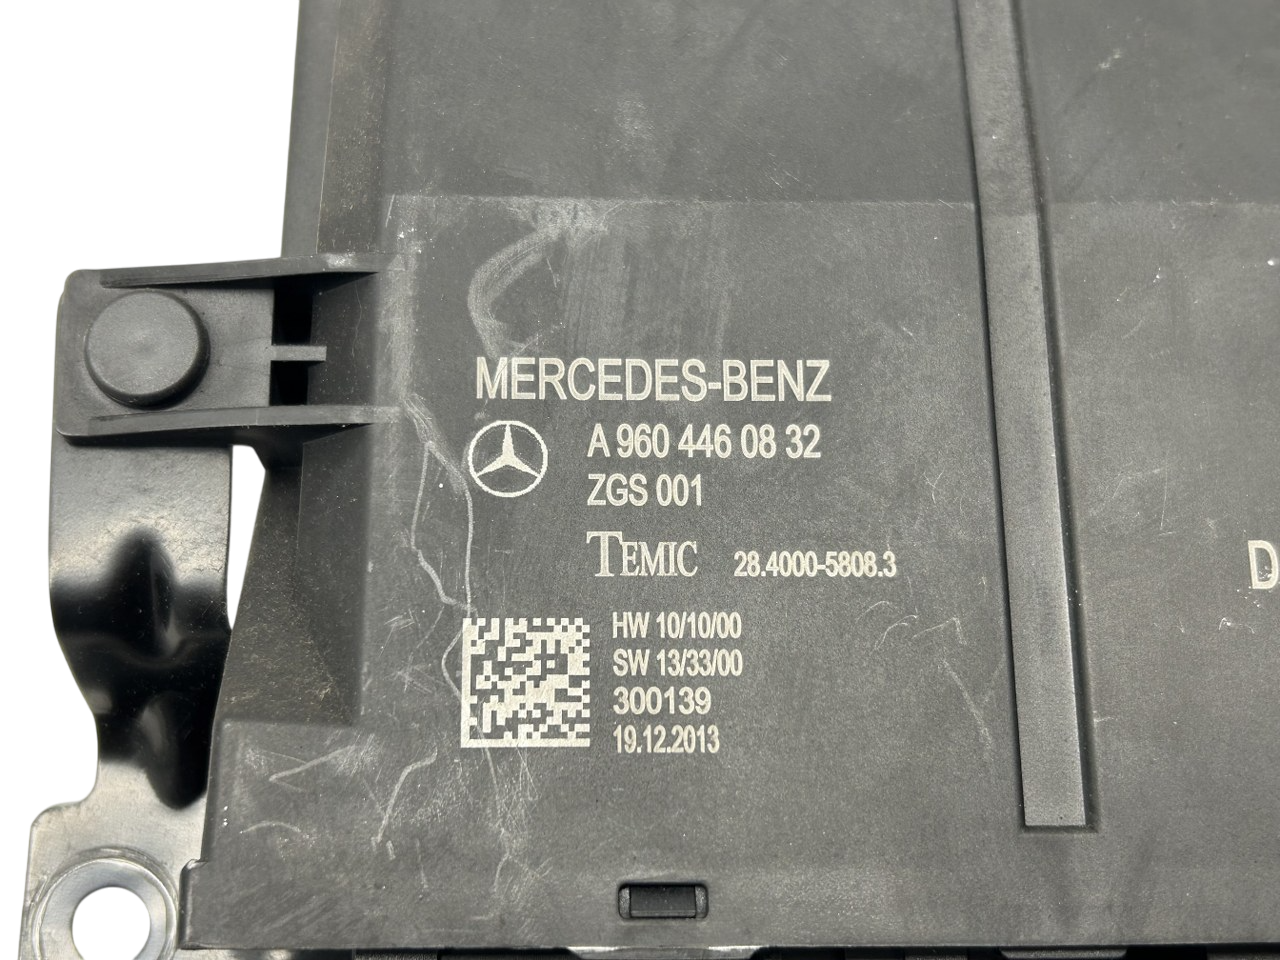 MERCEDES-BENZ
A 960 446 08 32
ZGS 001
TEMIC 28.4000-5808.3
HW 10/10/00
SW 13/33/00
300139
19.12.2013
D